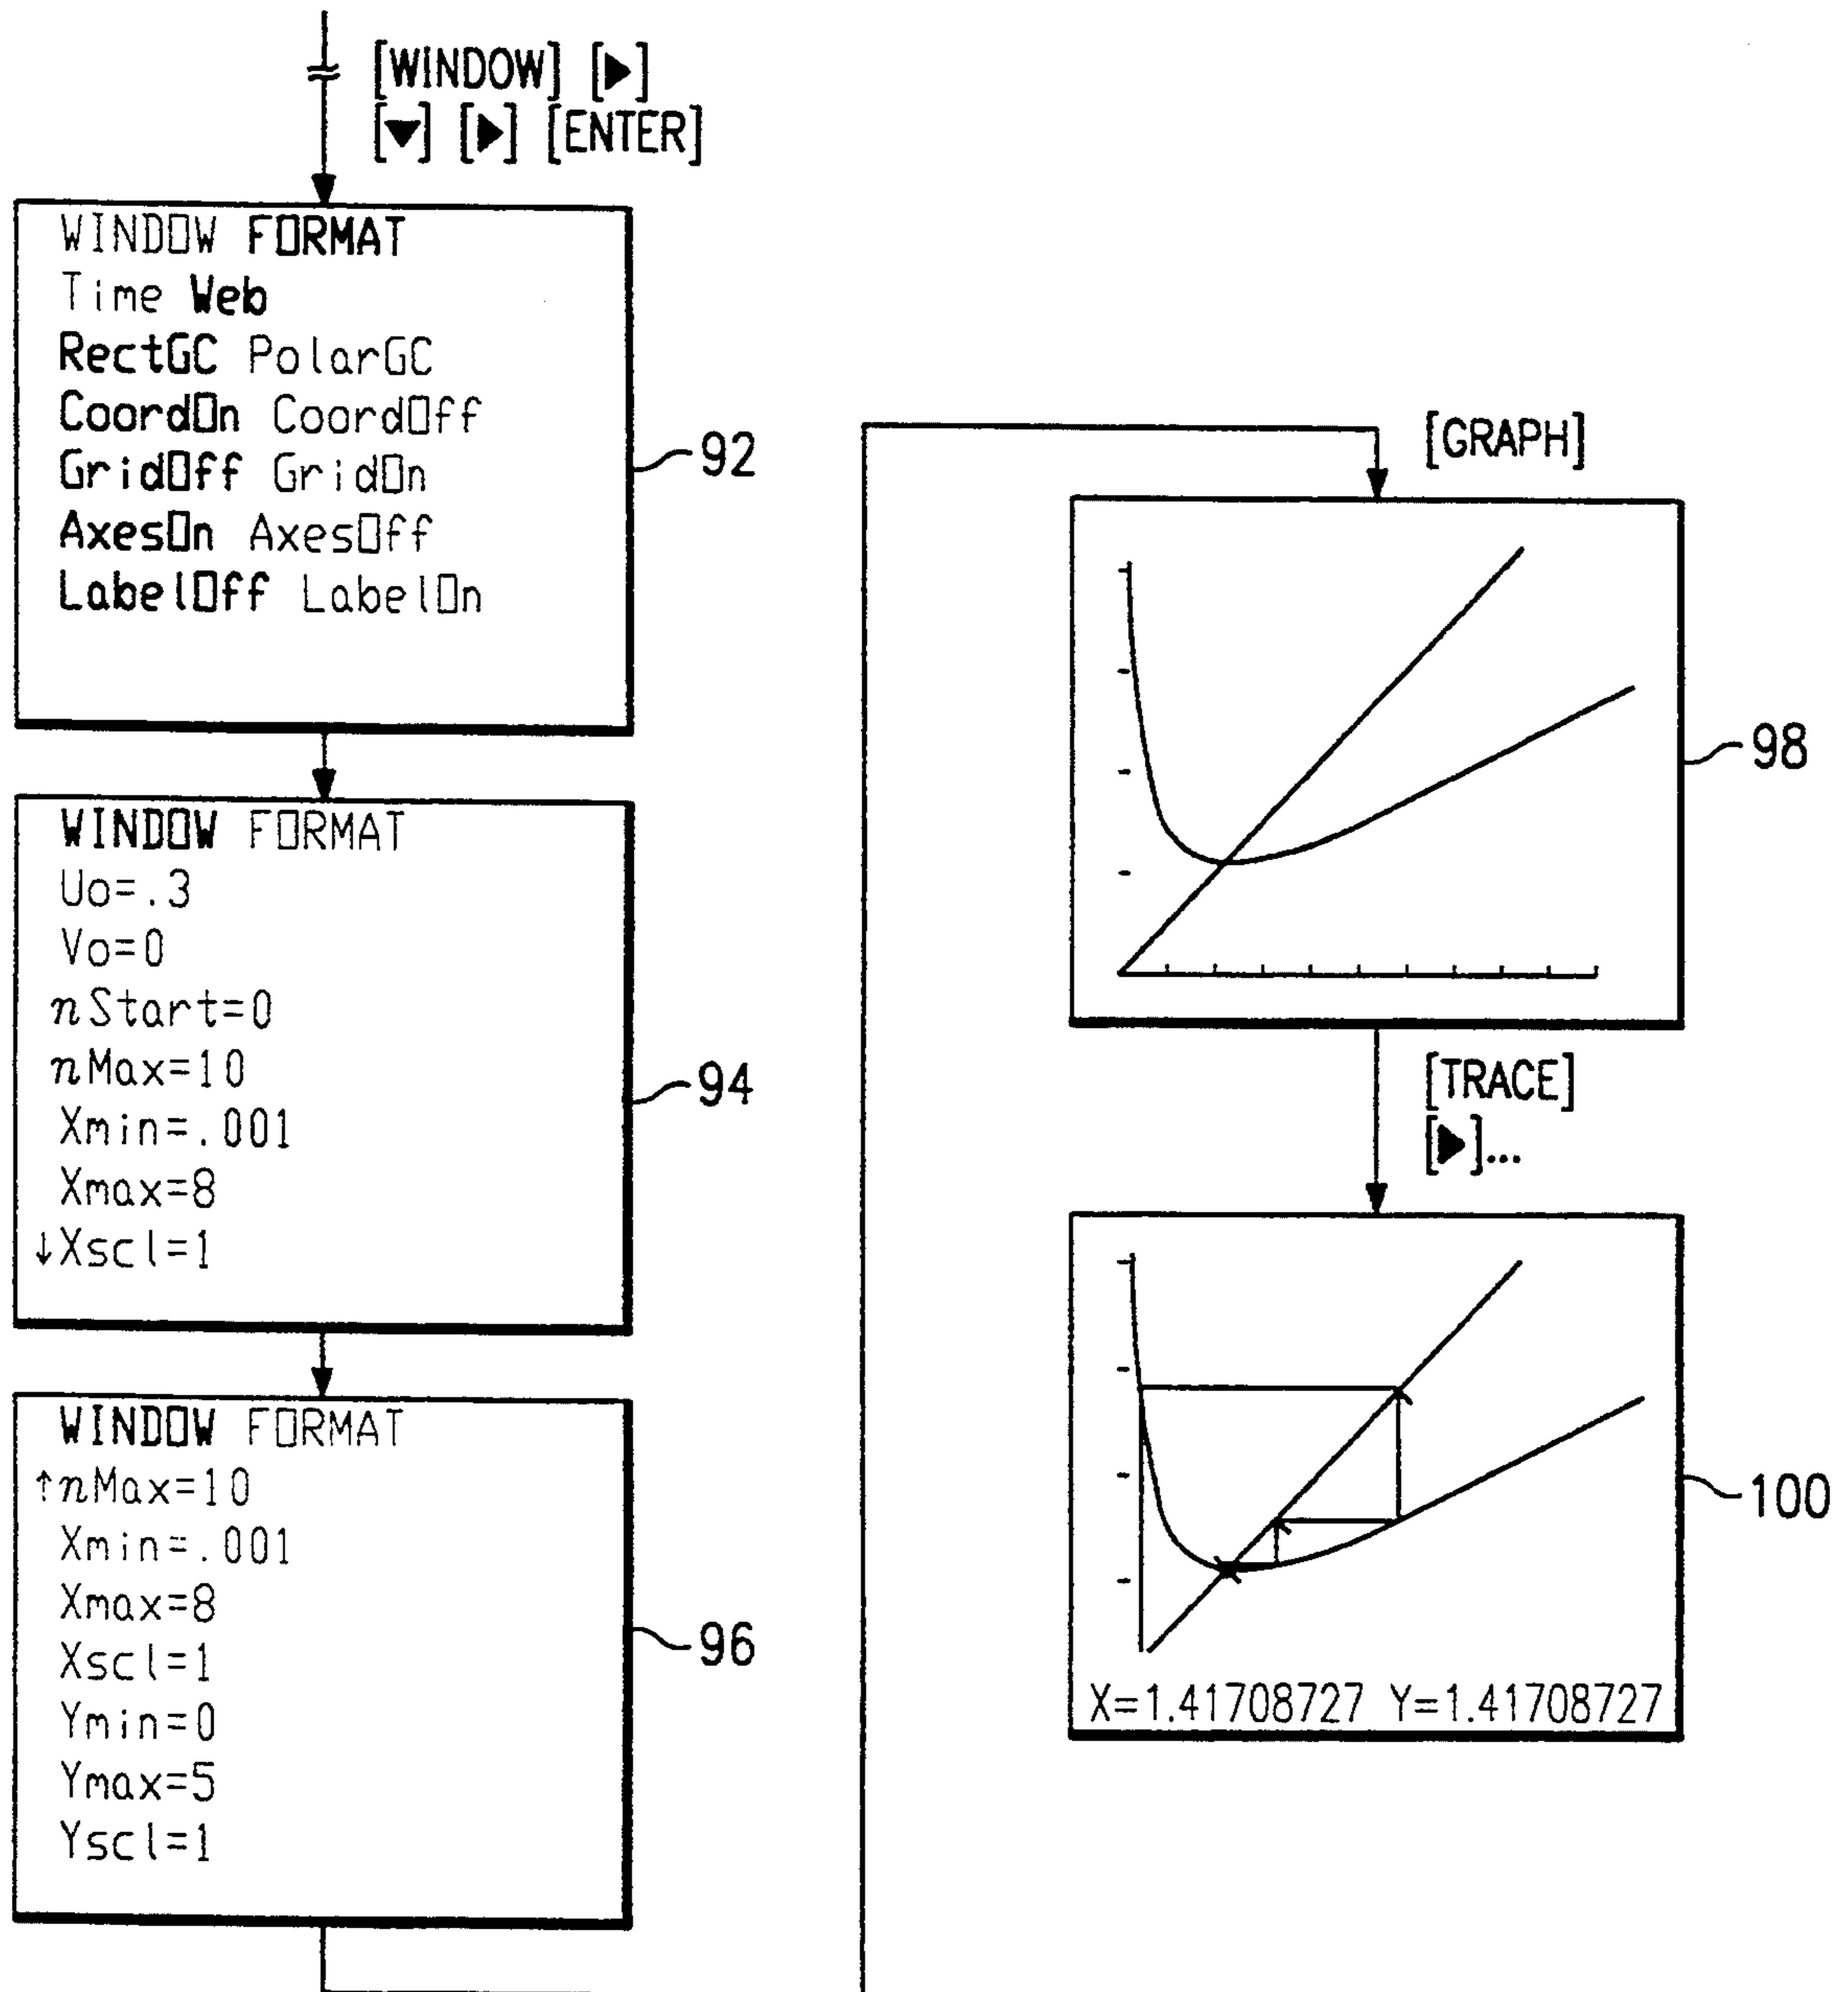 [WINDOW] [▶]
[▼] [▶] [ENTER]
WINDOW FORMAT
Time Web
RectGC PolarGC
CoordOn CoordOff
GridOff GridOn
AxesOn AxesOff
LabelOff LabelOn
92
WINDOW FORMAT
Uo=.3
Vo=0
nStart=0
nMax=10
Xmin=.001
Xmax=8
↓Xscl=1
94
WINDOW FORMAT
↑nMax=10
Xmin=.001
Xmax=8
Xscl=1
Ymin=0
Ymax=5
Yscl=1
96
[GRAPH]
98
[TRACE]
[▶]...
100
X=1.41708727 Y=1.41708727